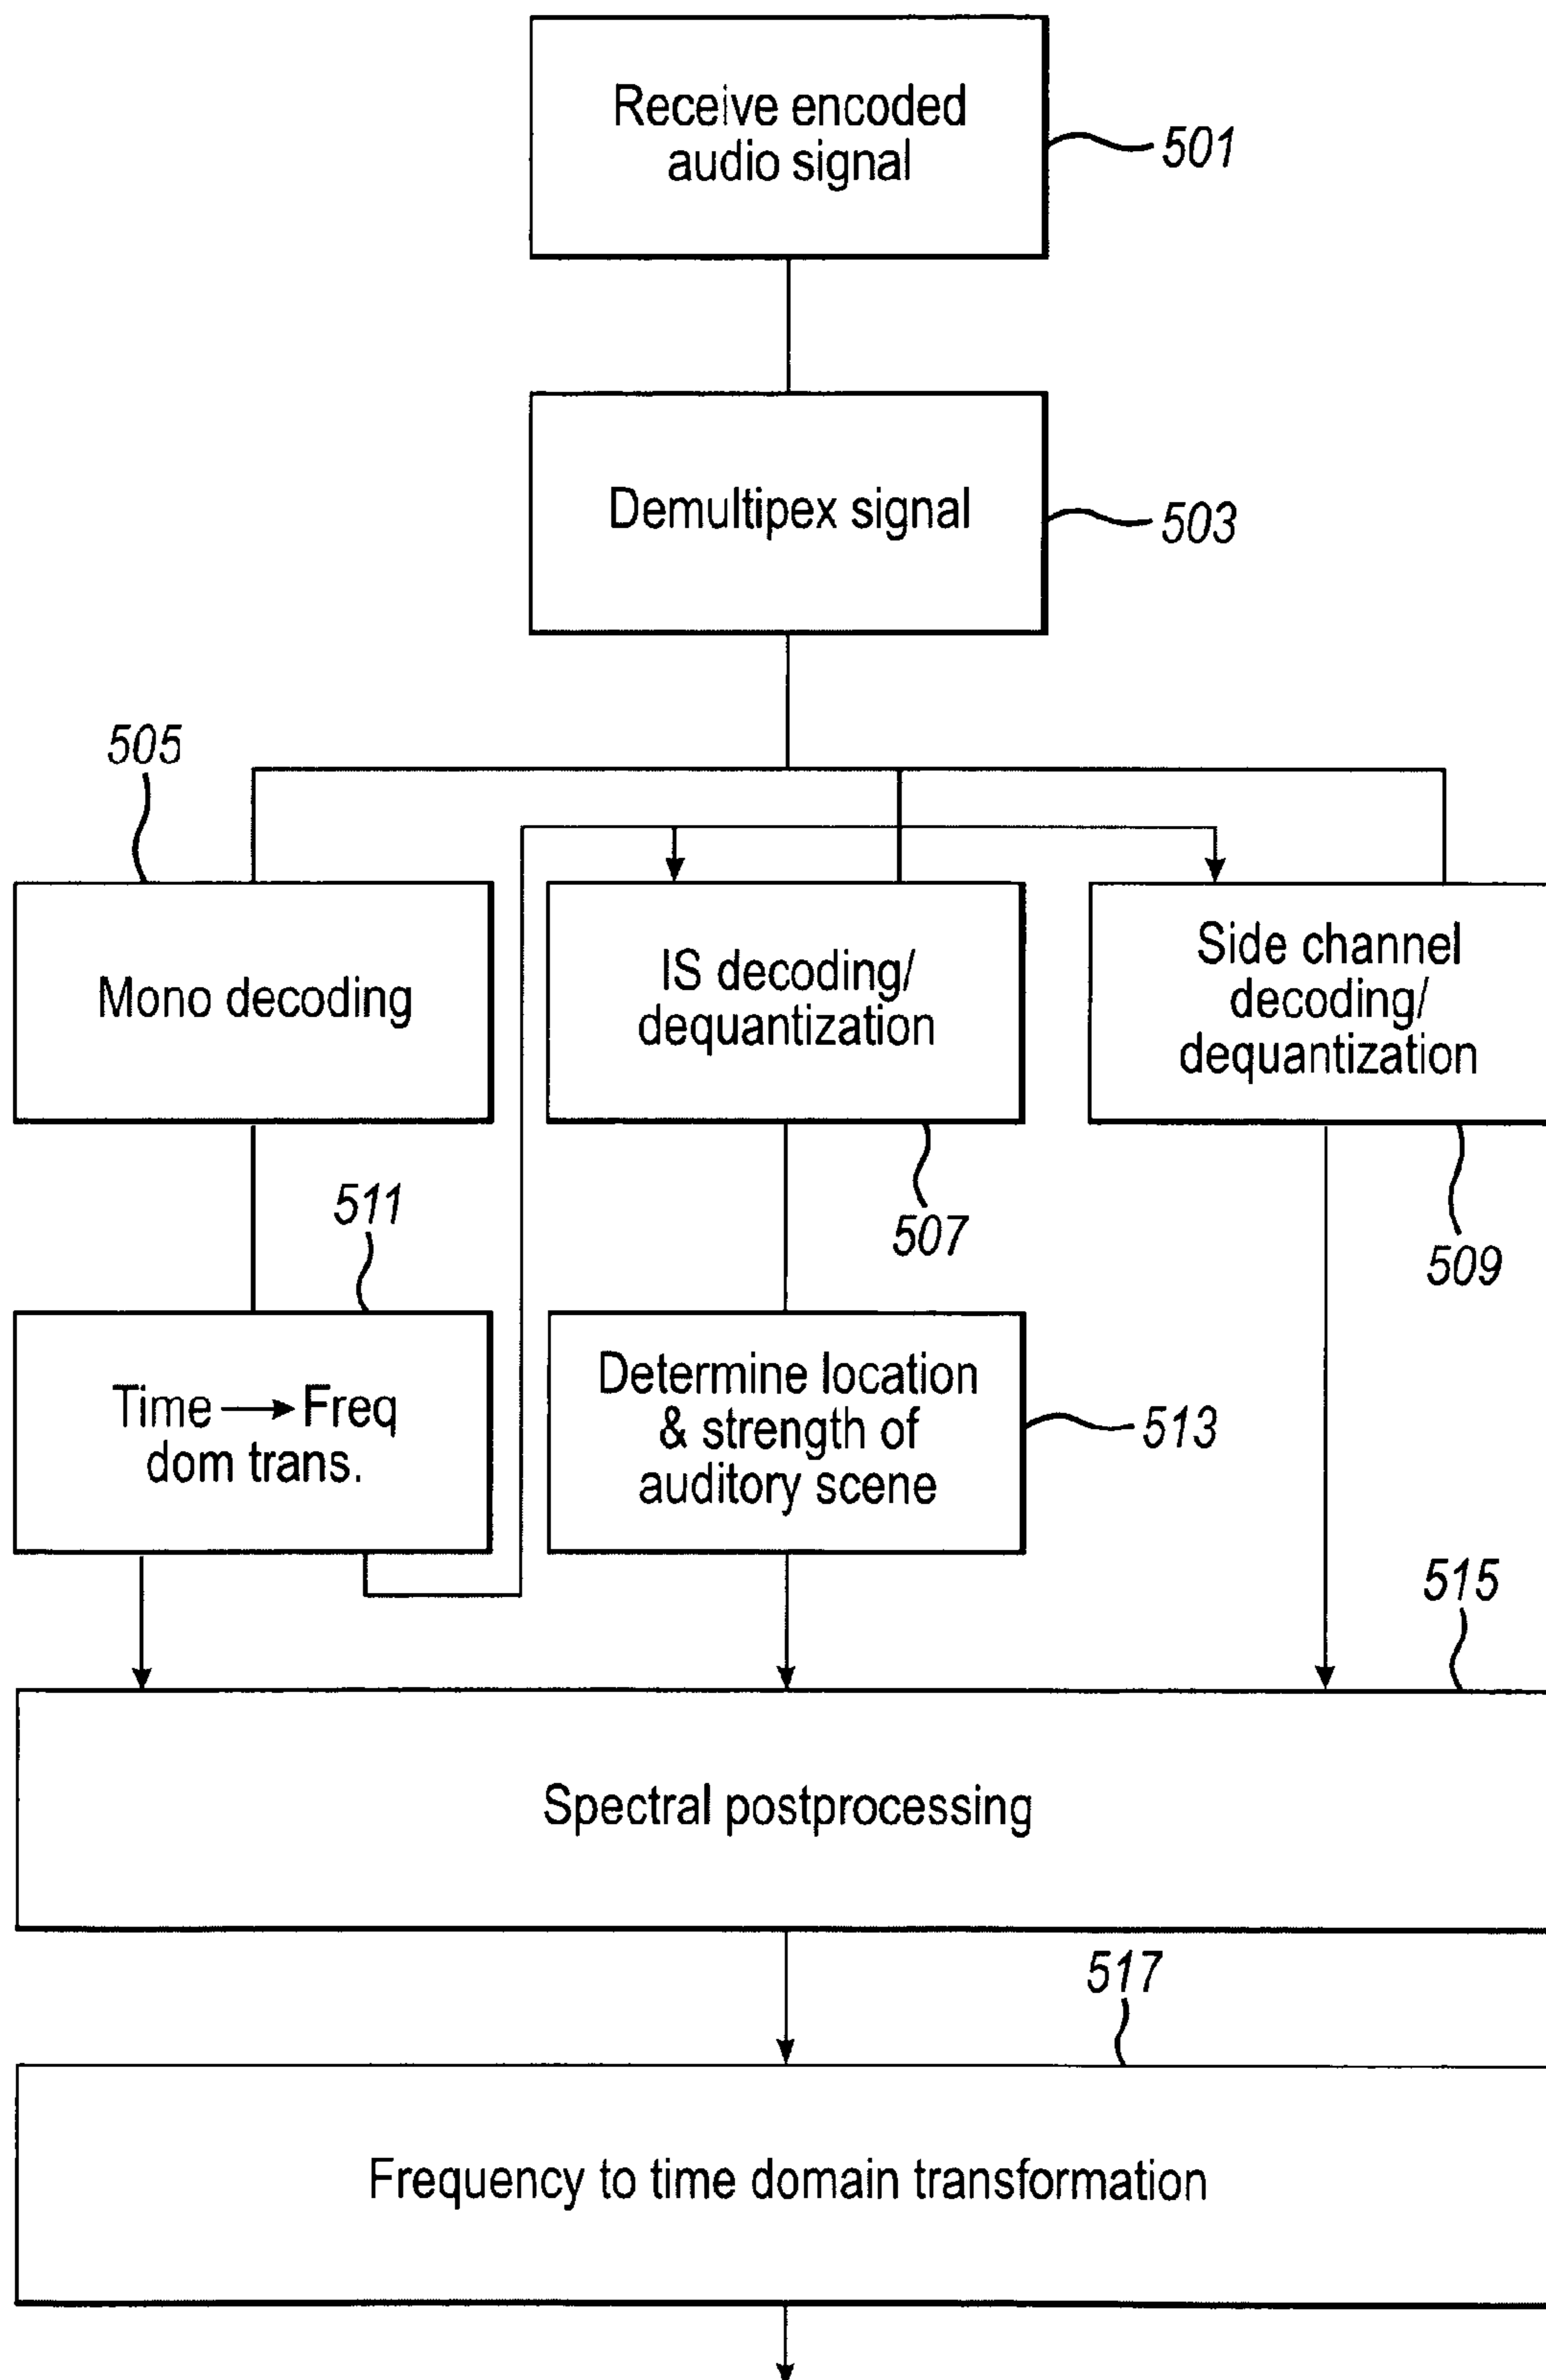 Receive encoded
audio signal
501
Demultipex signal
503
505
Mono decoding
IS decoding/
dequantization
Side channel
decoding/
dequantization
507
509
511
Time → Freq
dom trans.
Determine location
& strength of
auditory scene
513
515
Spectral postprocessing
517
Frequency to time domain transformation